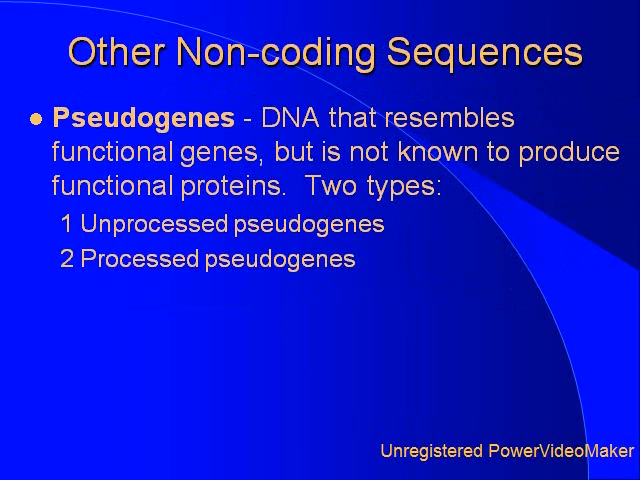 Other Non-coding Sequences
Pseudogenes - DNA that resembles
functional genes, but is not known to produce
functional proteins. Two types:
1 Unprocessed pseudogenes
2 Processed pseudogenes
Unregistered PowerVideoMaker